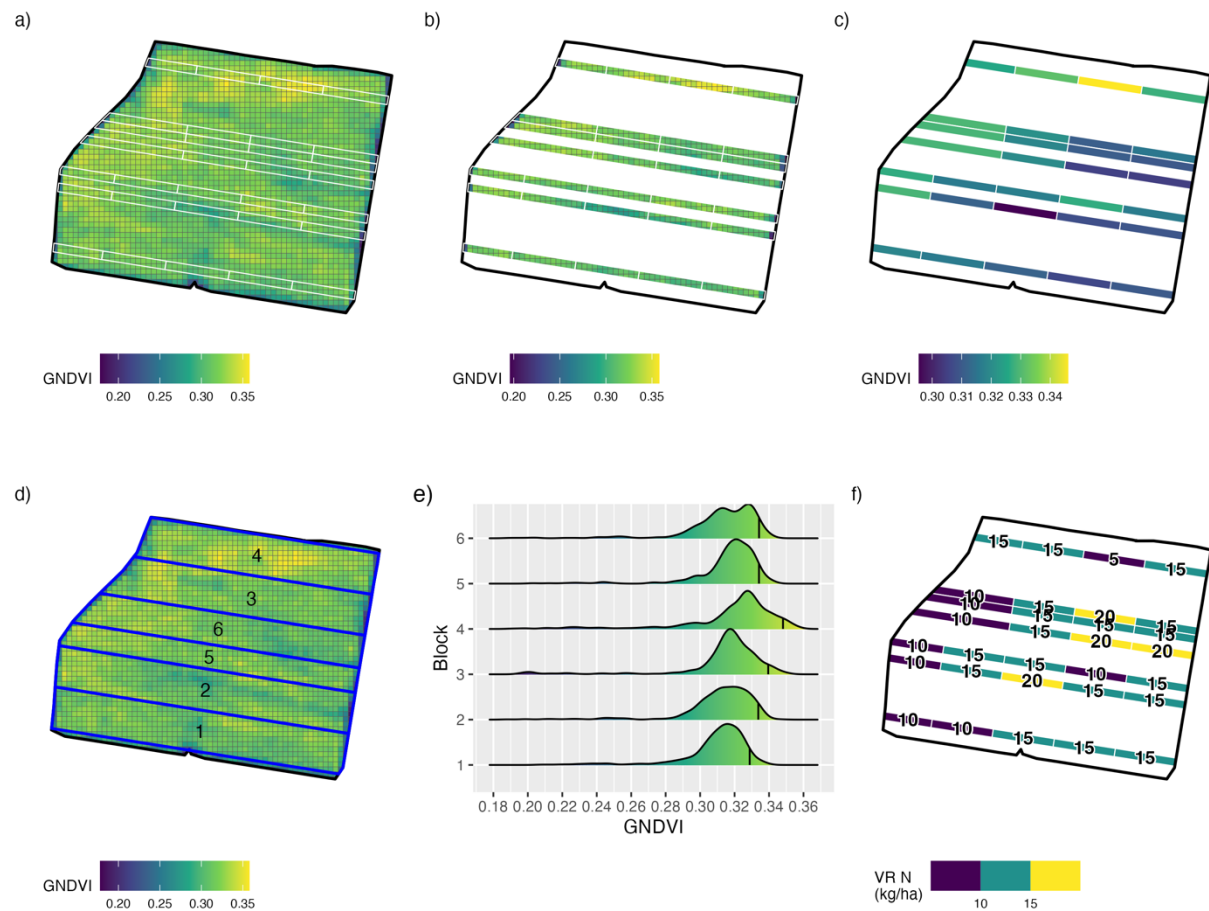 a)
b)
c)
GNDVI
0.20 0.25 0.30 0.35
GNDVI
0.20 0.25 0.30 0.35
GNDVI
0.30 0.31 0.32 0.33 0.34
d)
4
3
6
5
2
1
GNDVI
0.20 0.25 0.30 0.35
e)
Block
6
5
4
3
2
1
0.18 0.20 0.22 0.24 0.26 0.28 0.30 0.32 0.34 0.36
GNDVI
f)
15 15 5 15
10 15 20 15
10 15 15 15
10 15 20 20
10 15 15 10 15
10 15 20 15 15
10 10 15 15 15
VR N
(kg/ha)
10 15